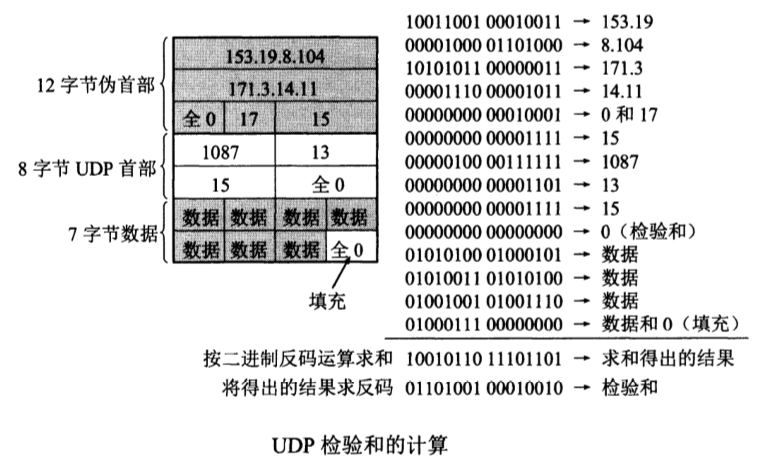 12 字节伪首部
153.19.8.104
171.3.14.11
全 0 17 15
8 字节 UDP 首部
1087 13
15 全 0
7 字节数据
数据 数据 数据 数据
数据 数据 数据 全 0
填充
10011001 00010011 → 153.19
00001000 01101000 → 8.104
10101011 00000011 → 171.3
00001110 00001011 → 14.11
00000000 00010001 → 0 和 17
00000000 00001111 → 15
00000100 00111111 → 1087
00000000 00001101 → 13
00000000 00001111 → 15
00000000 00000000 → 0（检验和）
01010100 01000101 → 数据
01010011 01010100 → 数据
01001001 01001110 → 数据
01000111 00000000 → 数据和 0（填充）
按二进制反码运算求和 10010110 11101101 → 求和得出的结果
将得出的结果求反码 01101001 00010010 → 检验和
UDP 检验和的计算